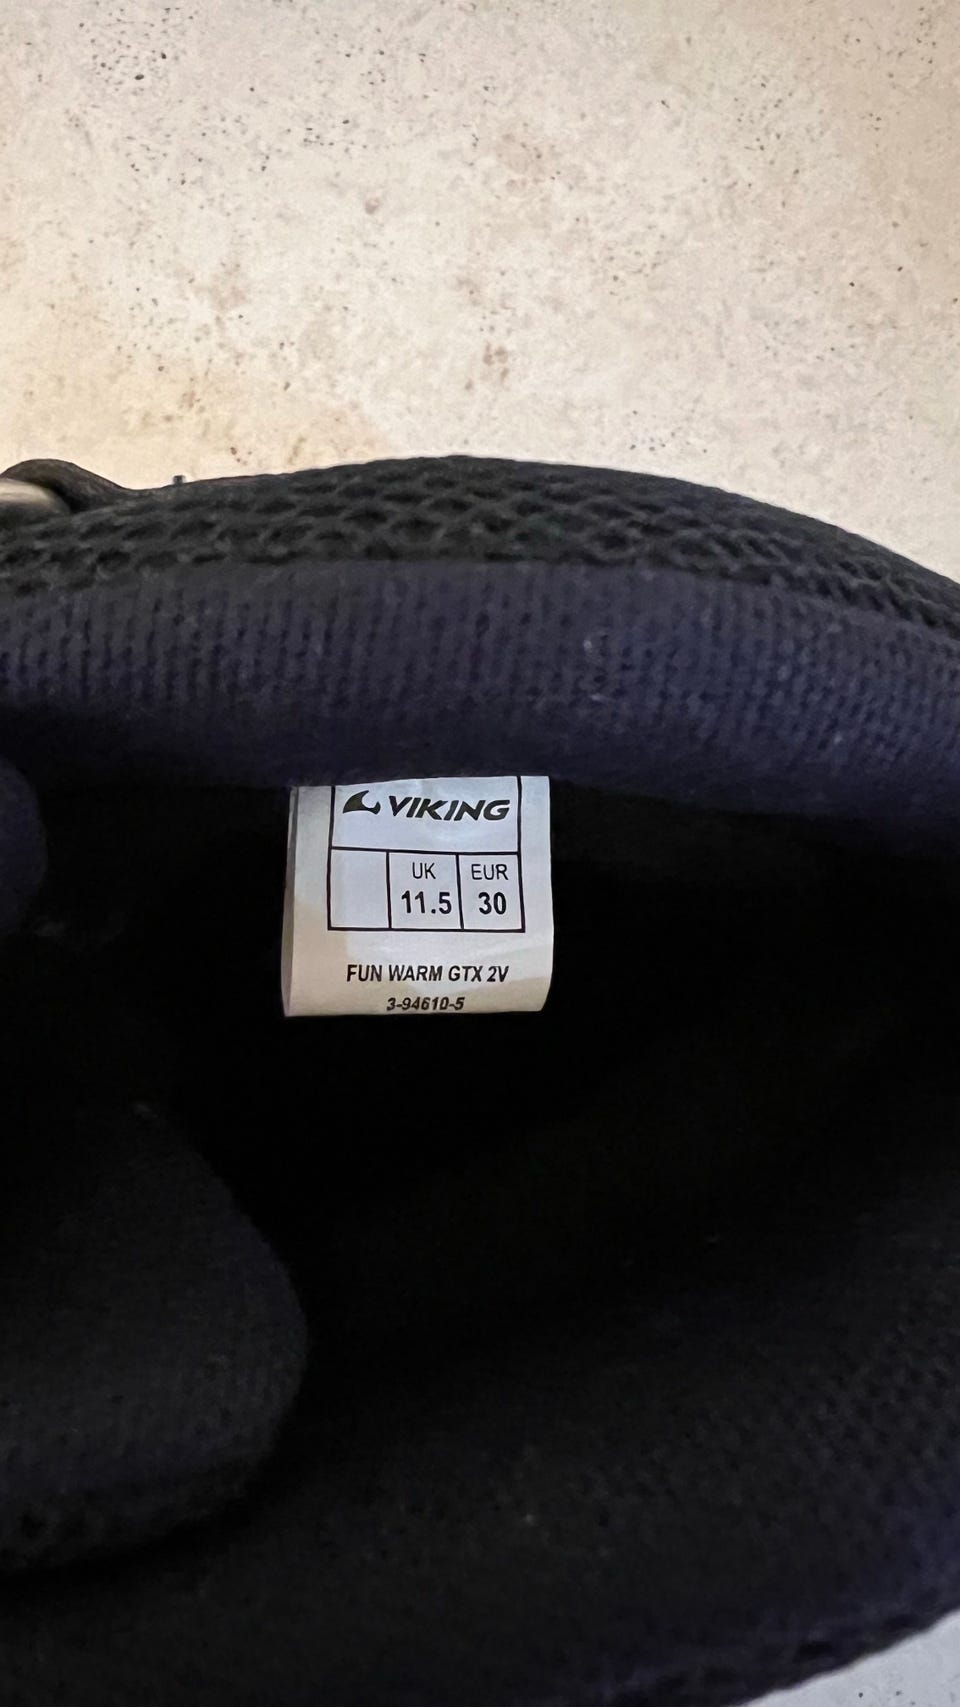 VIKING
UK EUR
11.5 30
FUN WARM GTX 2V
3-94610-5